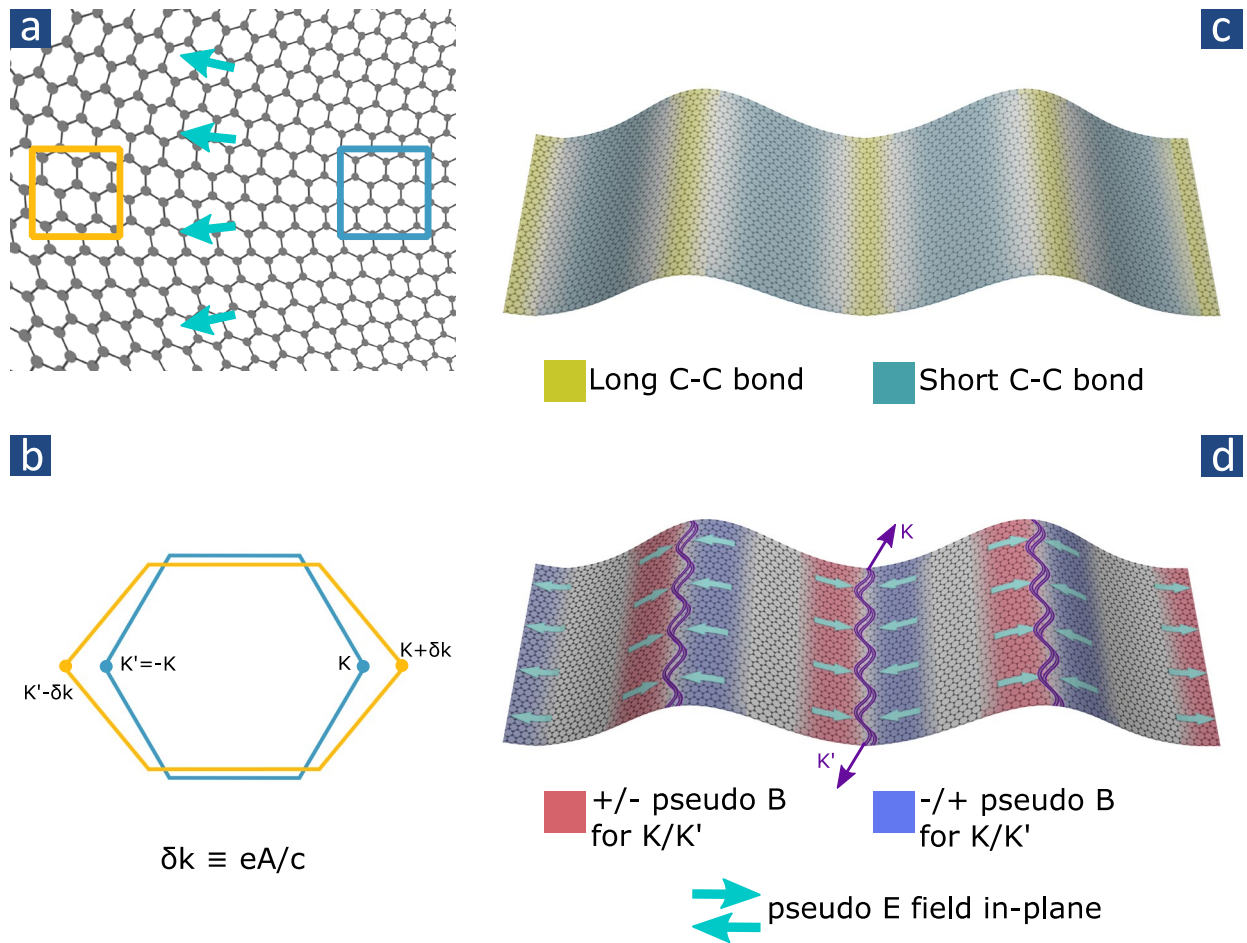 a
c
Long C-C bond
Short C-C bond
b
d
K'=-K
K
K+δk
K'-δk
δk ≡ eA/c
K
K'
+/- pseudo B
for K/K'
-/+ pseudo B
for K/K'
pseudo E field in-plane